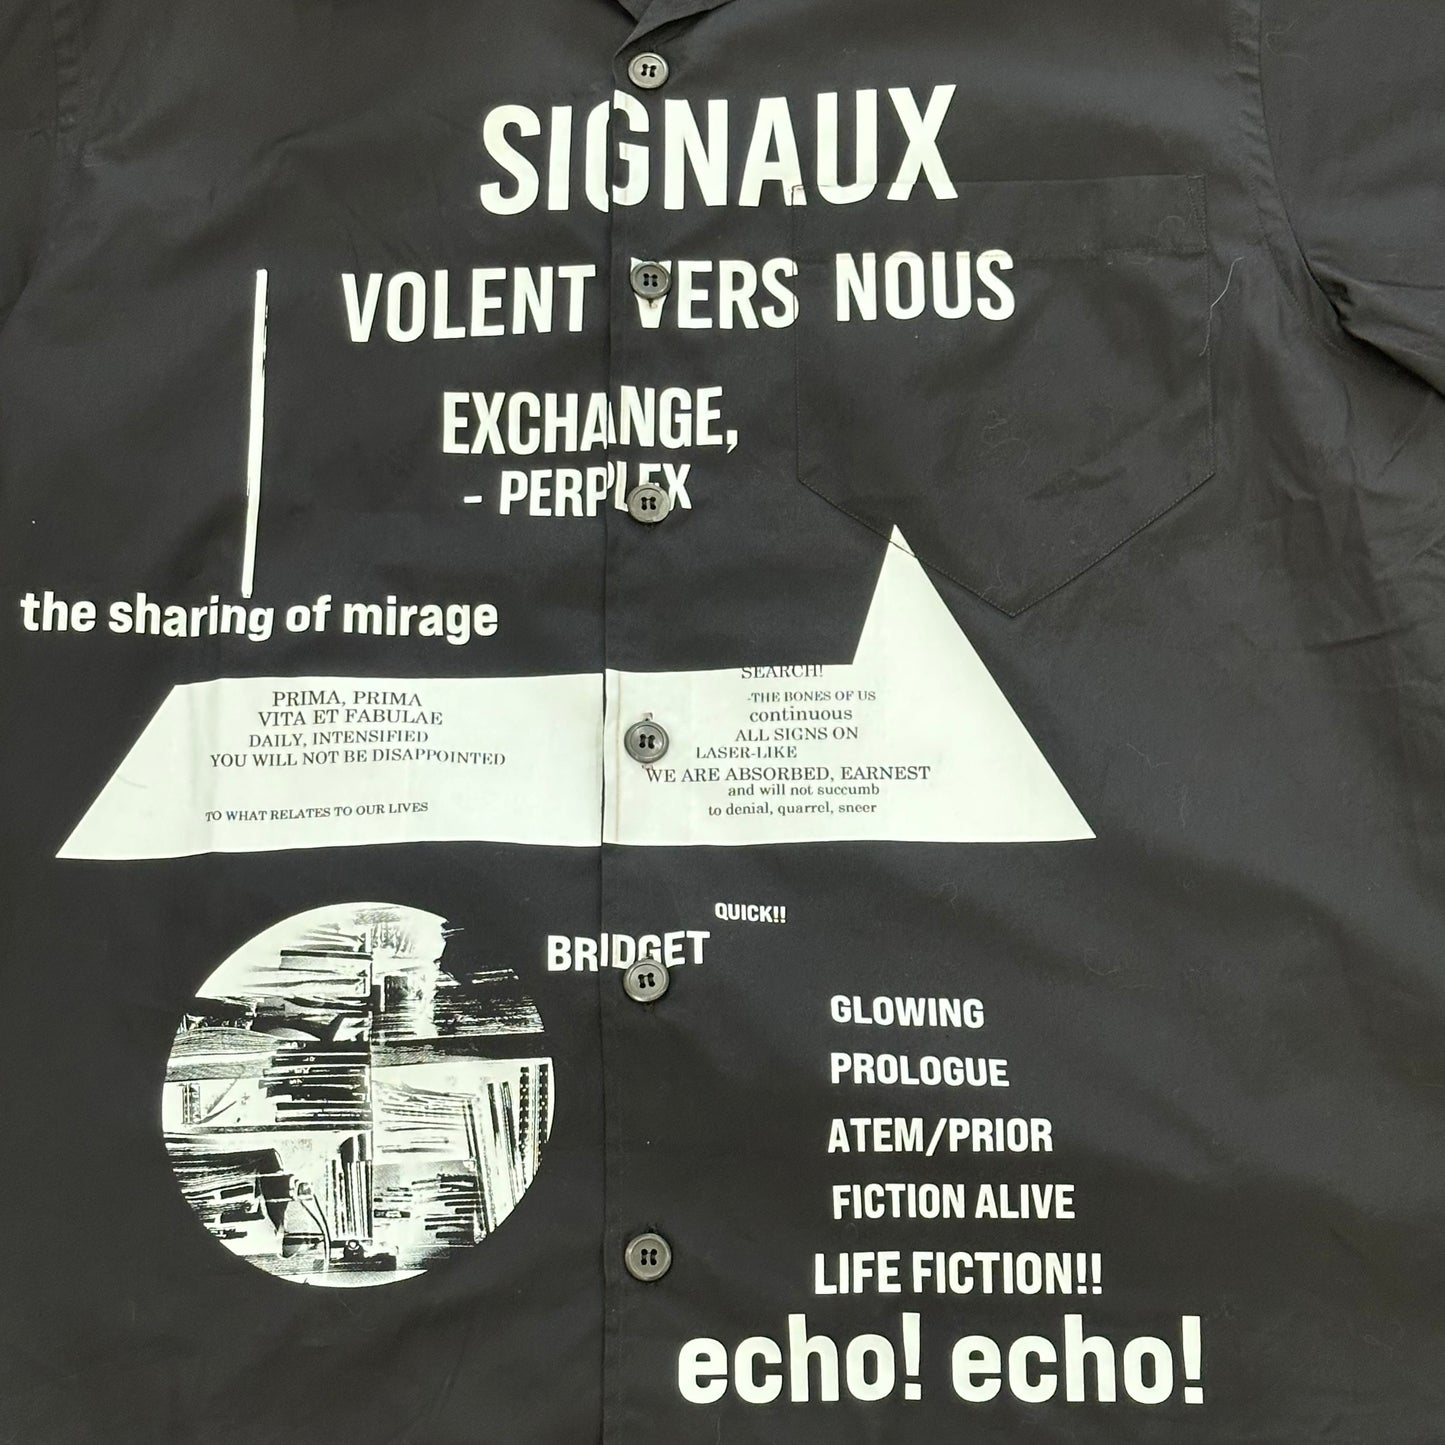 SIGNAUX
VOLENT VERS NOUS
EXCHANGE,
- PERPLEX
the sharing of mirage
PRIMA, PRIMA
VITA ET FABULAE
DAILY, INTENSIFIED
YOU WILL NOT BE DISAPPOINTED
TO WHAT RELATES TO OUR LIVES
SEARCH!
-THE BONES OF US
continuous
ALL SIGNS ON
LASER-LIKE
WE ARE ABSORBED, EARNEST
and will not succumb
to denial, quarrel, sneer
QUICK!!
BRIDGET
GLOWING
PROLOGUE
ATEM/PRIOR
FICTION ALIVE
LIFE FICTION!!
echo! echo!